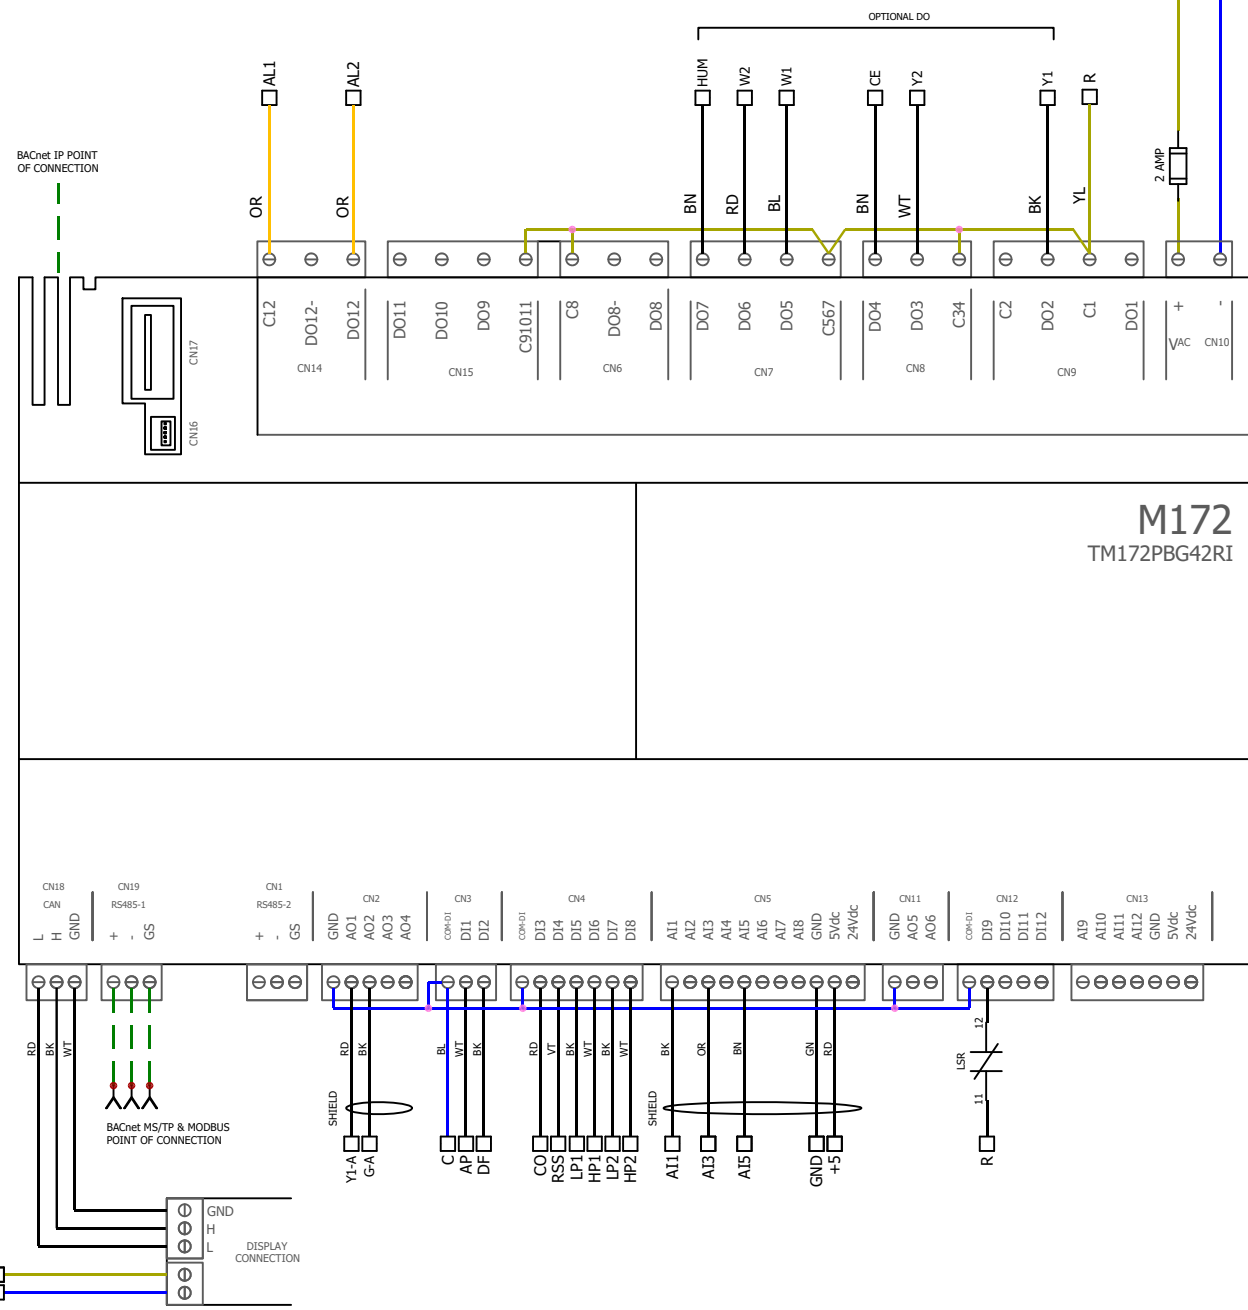 OPTIONAL DO
AL1
AL2
HUM
W2
W1
CE
Y2
Y1
R
BACnet IP POINT
OF CONNECTION
2 AMP
OR
OR
BN
RD
BL
BN
WT
BK
YL
C12
DO12-
DO12
CN14
DO11
DO10
DO9
C91011
CN15
C8
DO8-
DO8
CN6
DO7
DO6
DO5
C567
CN7
DO4
DO3
C34
CN8
C2
DO2
C1
DO1
CN9
+
-
VAC
CN10
CN17
CN16
M172
TM172PBG42RI
CN18
CAN
L
H
GND
CN19
RS485-1
+
-
GS
CN1
RS485-2
+
-
GS
CN2
GND
AO1
AO2
AO3
AO4
CN3
COM-DI
DI1
DI2
CN4
COM-DI
DI3
DI4
DI5
DI6
DI7
DI8
CN5
AI1
AI2
AI3
AI4
AI5
AI6
AI7
AI8
GND
5Vdc
24Vdc
CN11
GND
AO5
AO6
CN12
COM-DI
DI9
DI10
DI11
DI12
CN13
AI9
AI10
AI11
AI12
GND
5Vdc
24Vdc
RD
BK
WT
RD
BK
BL
WT
BK
RD
VT
BK
WT
BK
WT
BK
OR
BN
GN
RD
12
LSR
11
SHIELD
SHIELD
BACnet MS/TP & MODBUS
POINT OF CONNECTION
Y1-A
G-A
C
AP
DF
CO
RSS
LP1
HP1
LP2
HP2
AI1
AI3
AI5
GND
+5
R
GND
H
L
DISPLAY
CONNECTION